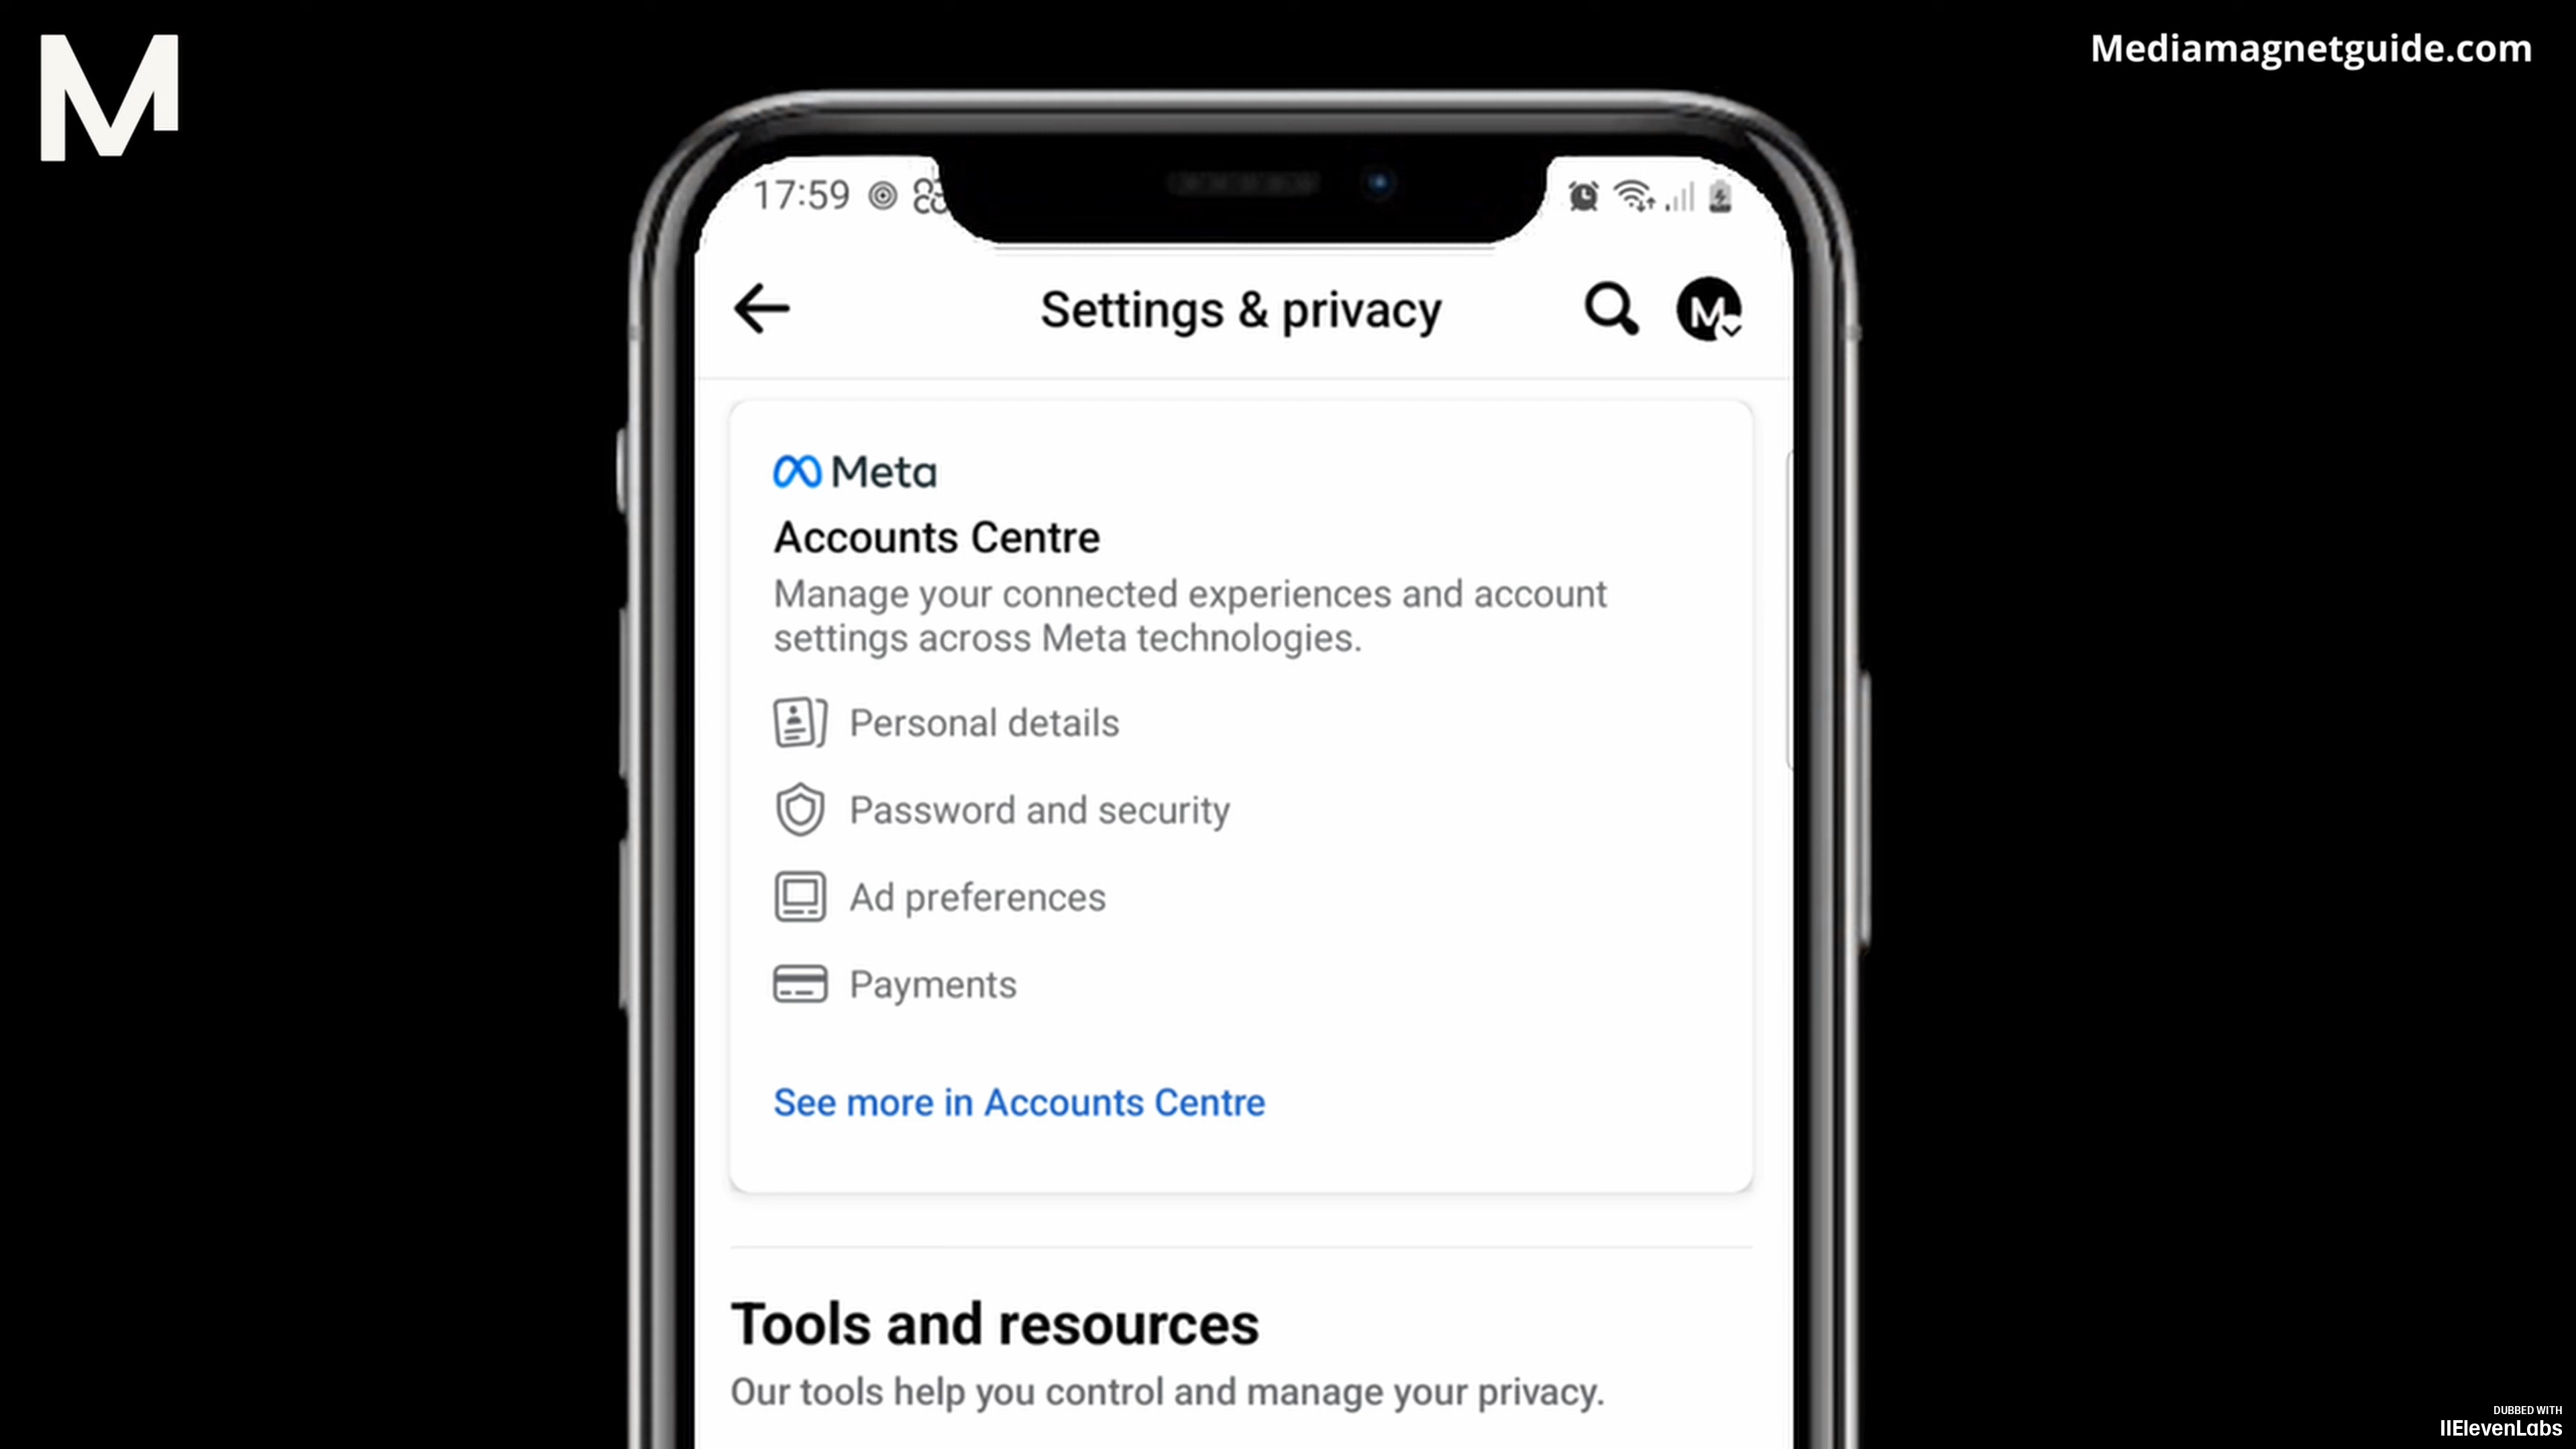 M
Mediamagnetguide.com
17:59
Settings & privacy
M
Meta
Accounts Centre
Manage your connected experiences and account
settings across Meta technologies.
Personal details
Password and security
Ad preferences
Payments
See more in Accounts Centre
Tools and resources
Our tools help you control and manage your privacy.
DUBBED WITH
IIElevenLabs